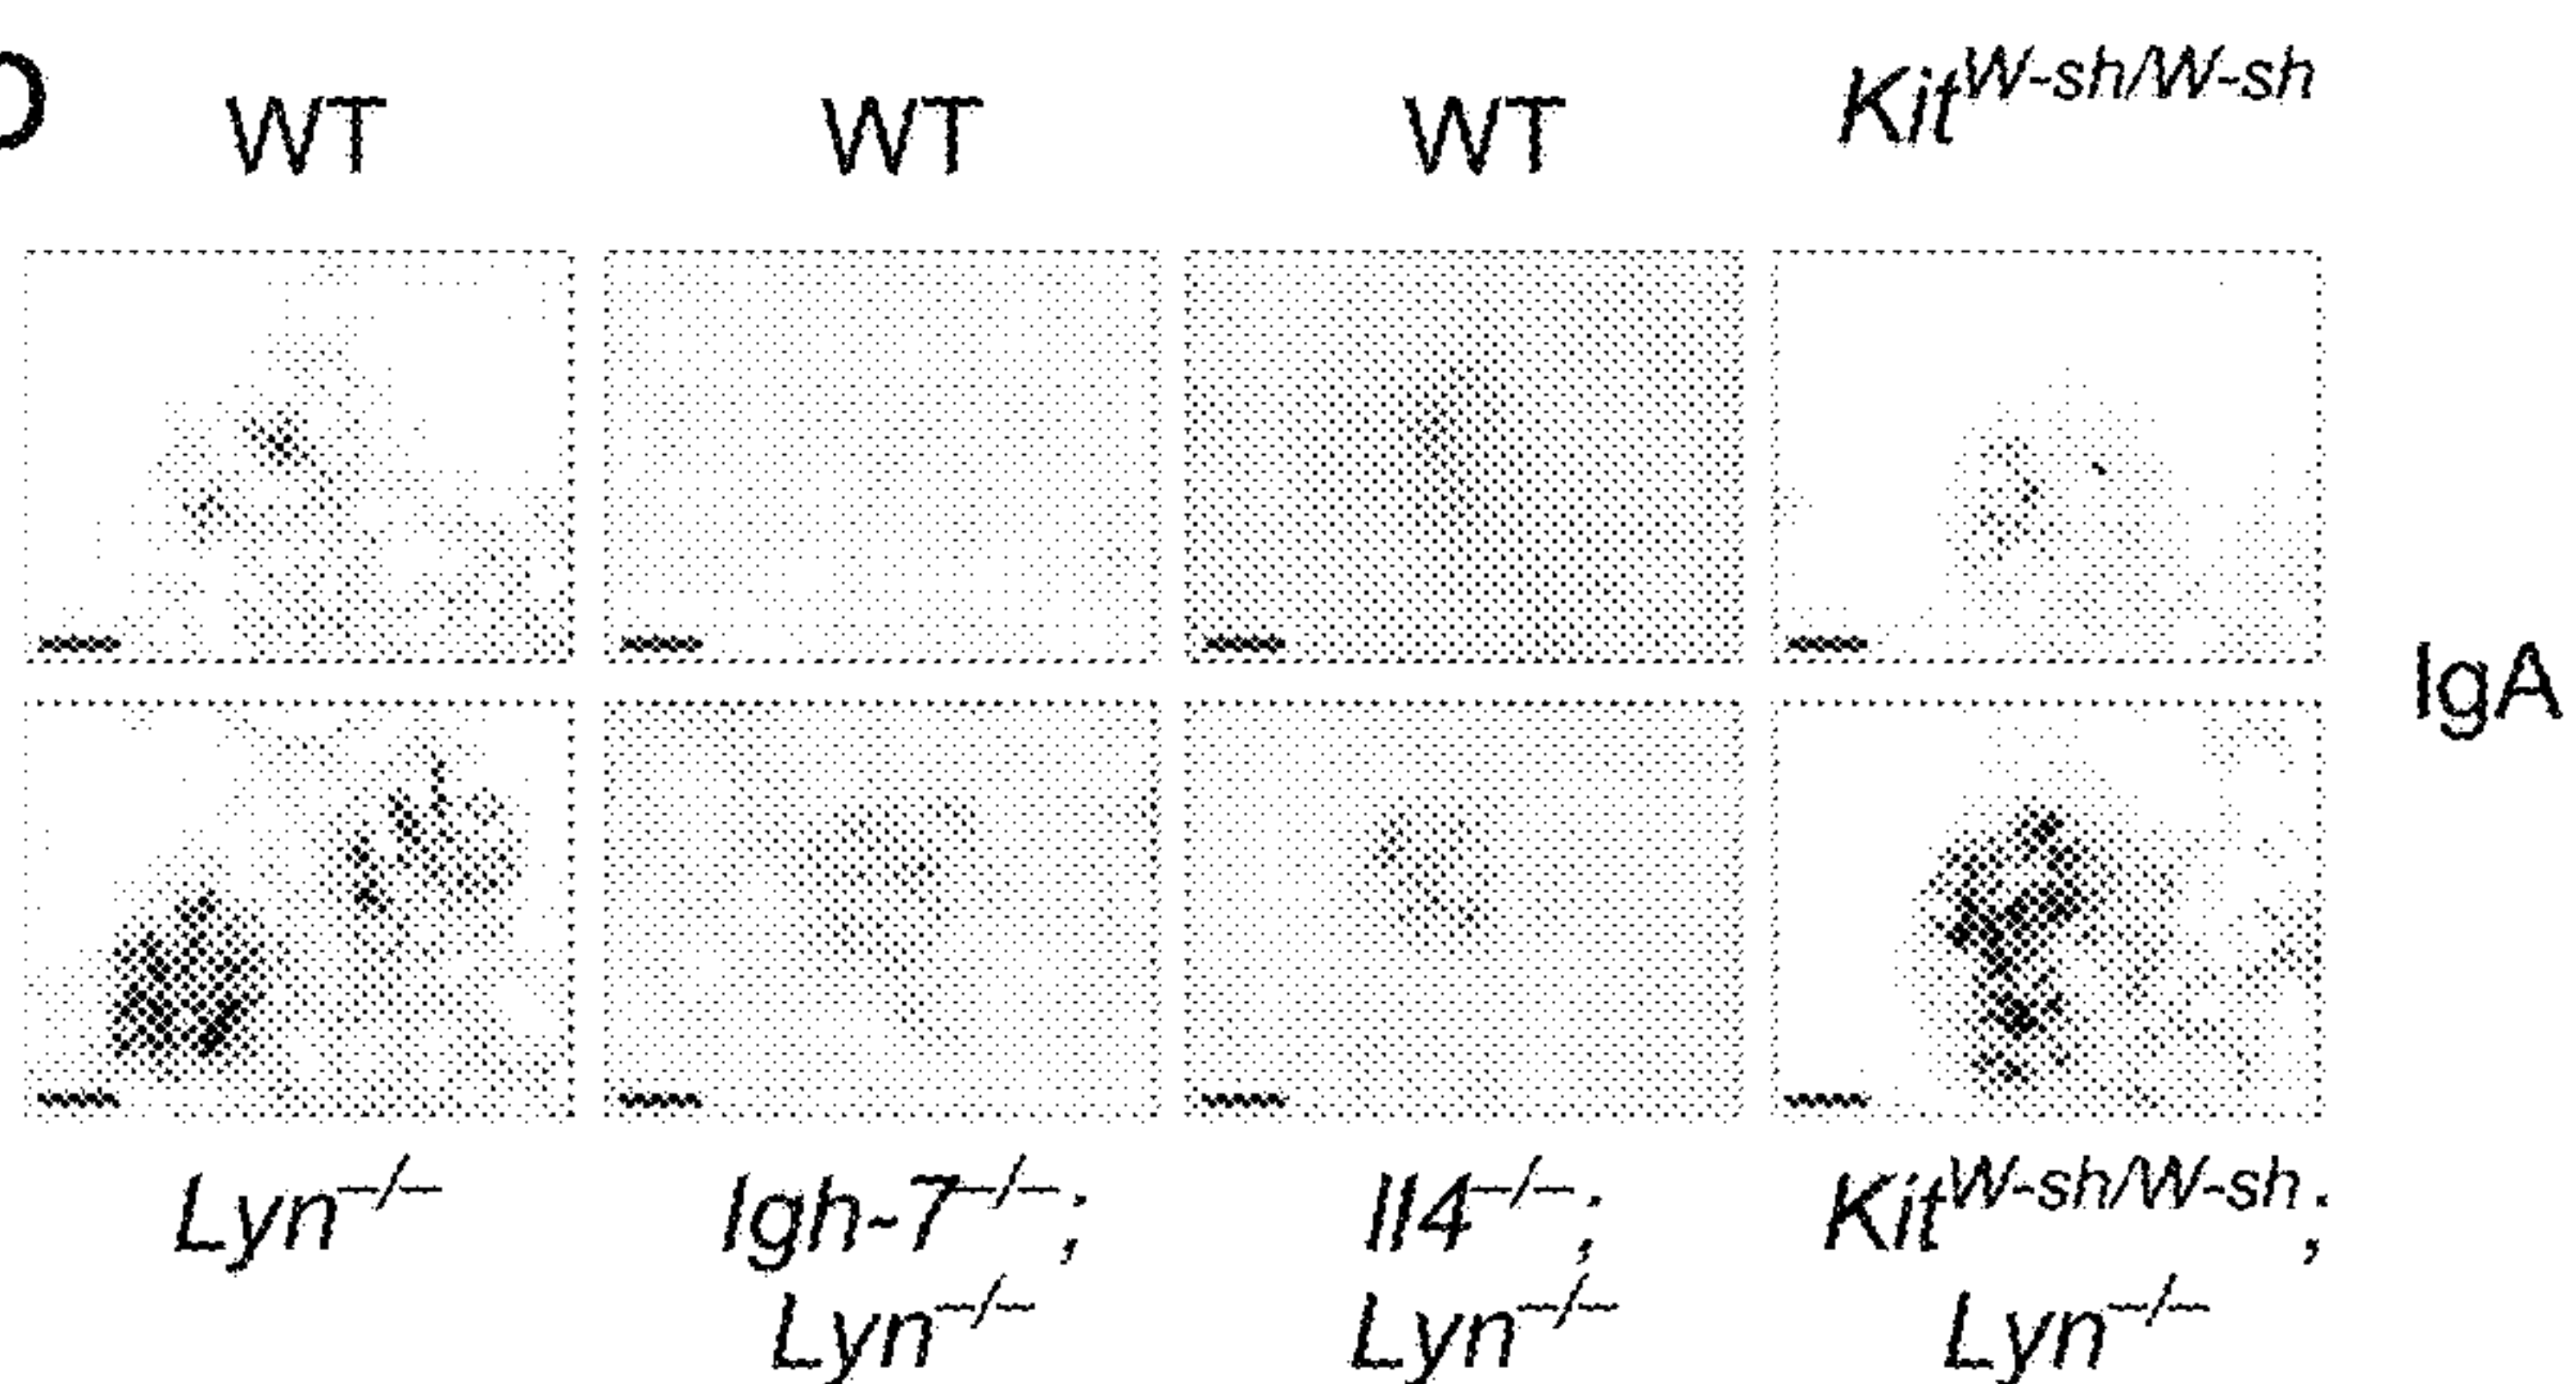 D
WT WT WT Kit^W-sh/W-sh
IgA
Lyn^−/− Igh-7^−/−; Il4^−/−; Kit^W-sh/W-sh;
Lyn^−/− Lyn^−/− Lyn^−/−